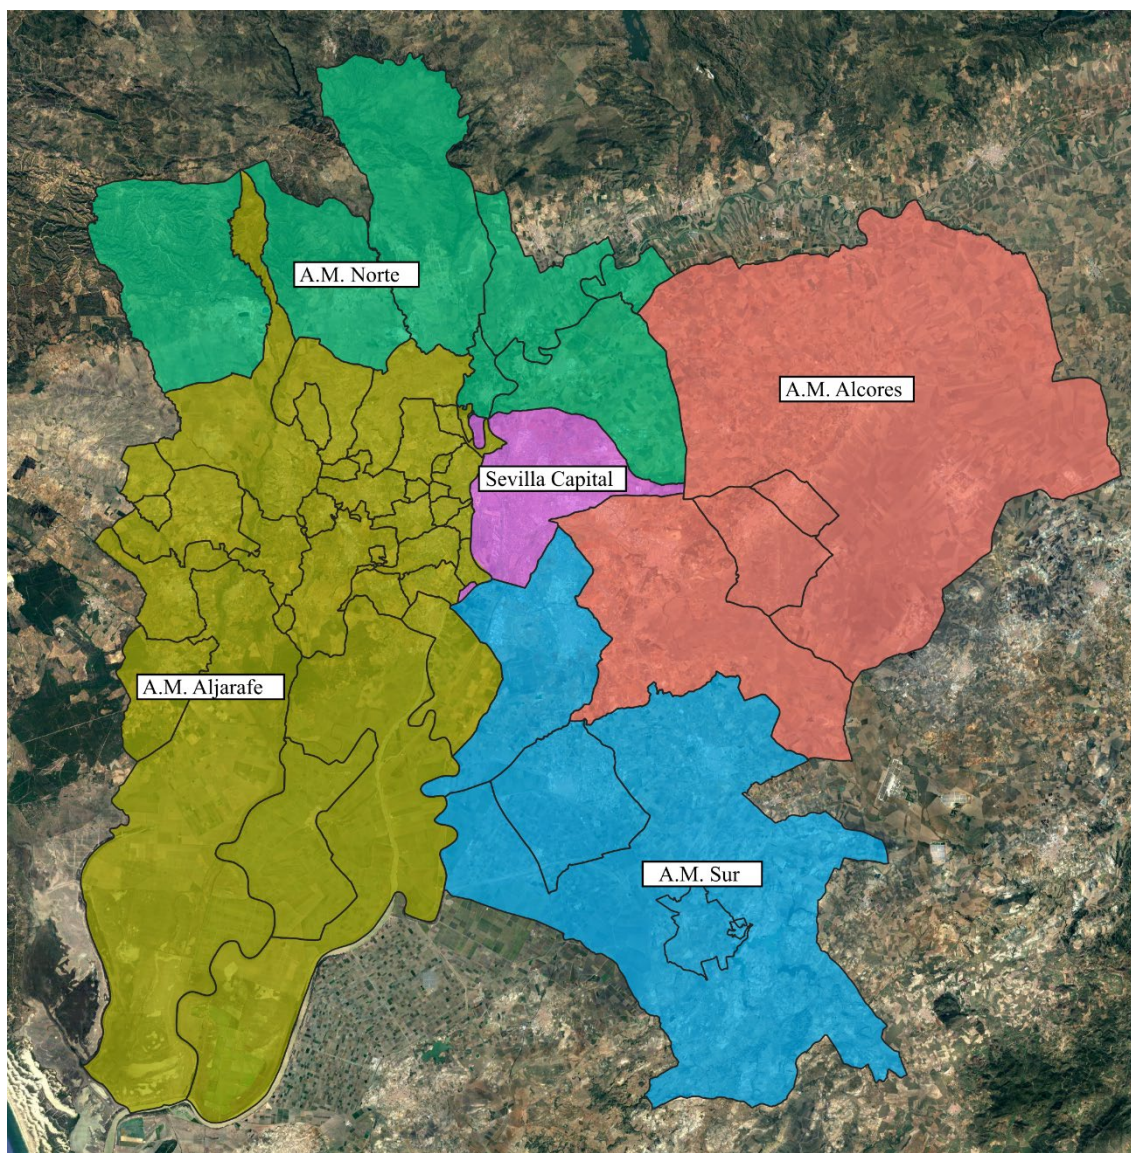 A.M. Norte
A.M. Alcores
Sevilla Capital
A.M. Aljarafe
A.M. Sur